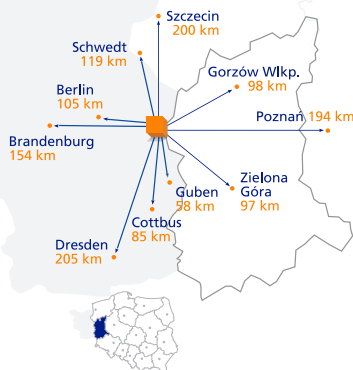 Szczecin
200 km
Schwedt
119 km
Gorzów Wlkp.
98 km
Berlin
105 km
Poznań 194 km
Brandenburg
154 km
Zielona
Góra
97 km
Guben
58 km
Cottbus
85 km
Dresden
205 km